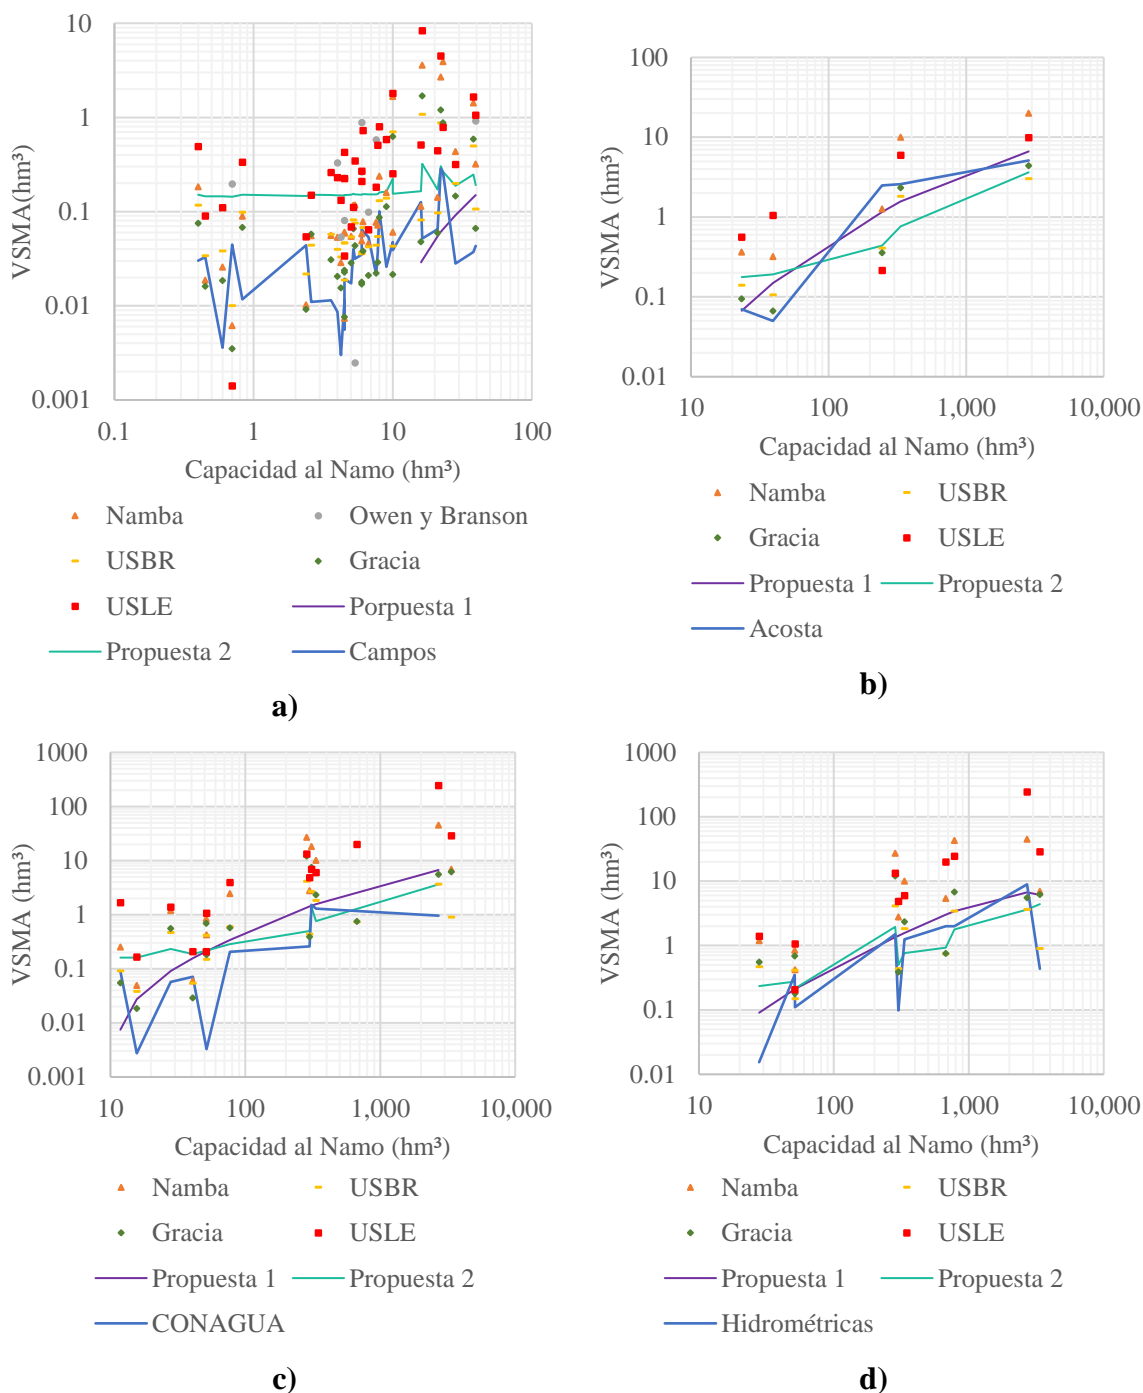 10
1
0.1
0.01
0.001
VSMA(hm³)
0.1
1
10
100
Capacidad al Namo (hm³)
Namba
Owen y Branson
USBR
Gracia
USLE
Porpuesta 1
Propuesta 2
Campos
a)
100
10
1
0.1
0.01
VSMA (hm³)
10
100
1,000
10,000
Capacidad al Namo (hm³)
Namba
USBR
Gracia
USLE
Propuesta 1
Propuesta 2
Acosta
b)
1000
100
10
1
0.1
0.01
0.001
VSMA (hm³)
10
100
1,000
10,000
Capacidad al Namo (hm³)
Namba
USBR
Gracia
USLE
Propuesta 1
Propuesta 2
CONAGUA
c)
1000
100
10
1
0.1
0.01
VSMA (hm³)
10
100
1,000
10,000
Capacidad al Namo (hm³)
Namba
USBR
Gracia
USLE
Propuesta 1
Propuesta 2
Hidrométricas
d)